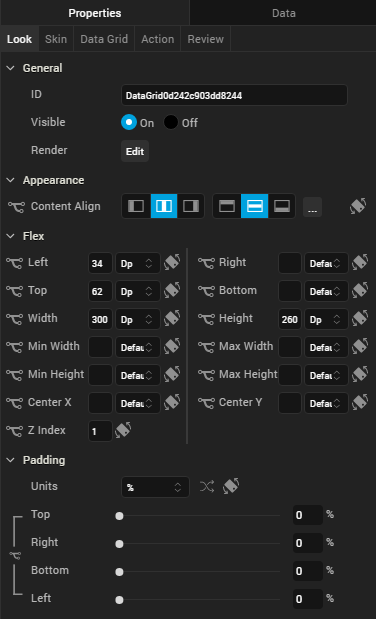 Properties Data
Look Skin Data Grid Action Review
General
ID DataGrid0d242c903dd8244
Visible On Off
Render Edit
Appearance
Content Align ...
Flex
Left 34 Dp Right Defau
Top 62 Dp Bottom Defau
Width 300 Dp Height 260 Dp
Min Width Defau Max Width Defau
Min Height Defau Max Height Defau
Center X Defau Center Y Defau
Z Index 1
Padding
Units %
Top 0 %
Right 0 %
Bottom 0 %
Left 0 %